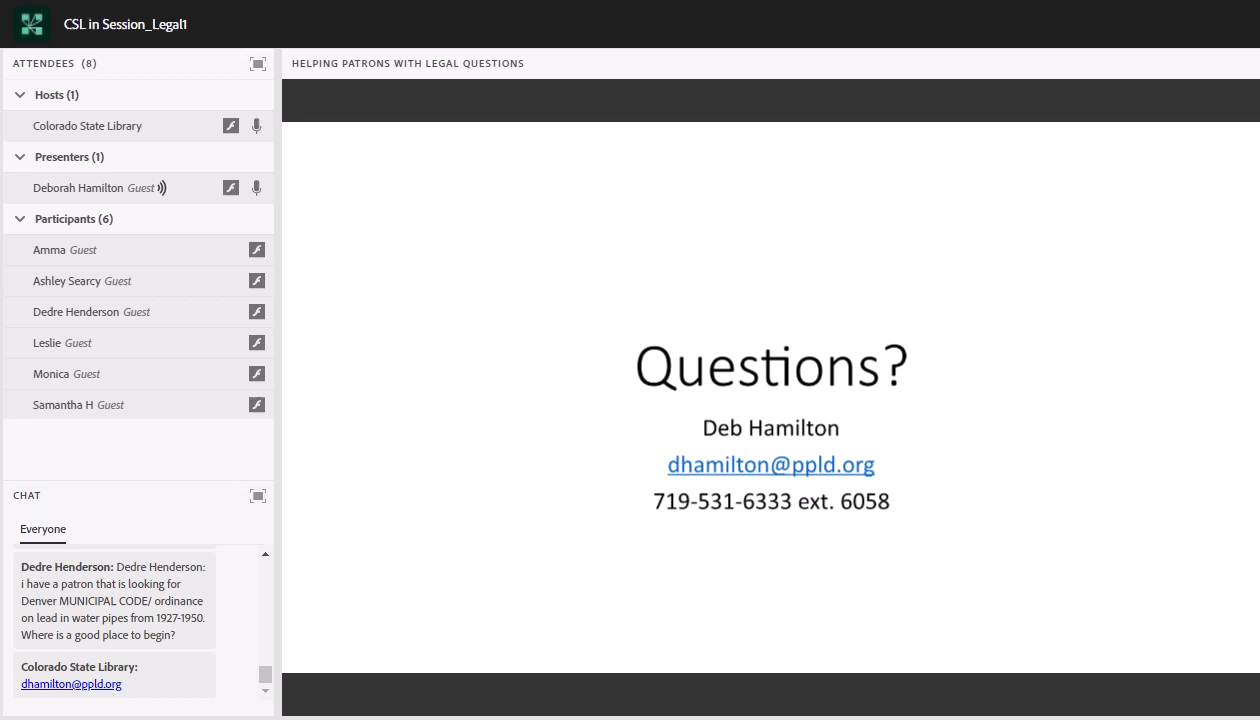 CSL in Session_Legal1
ATTENDEES (8)
Hosts (1)
Colorado State Library
Presenters (1)
Deborah Hamilton Guest
Participants (6)
Amma Guest
Ashley Searcy Guest
Dedre Henderson Guest
Leslie Guest
Monica Guest
Samantha H Guest
CHAT
Everyone
Dedre Henderson: Dedre Henderson:
i have a patron that is looking for
Denver MUNICIPAL CODE/ ordinance
on lead in water pipes from 1927-1950.
Where is a good place to begin?
Colorado State Library:
dhamilton@ppld.org
HELPING PATRONS WITH LEGAL QUESTIONS
Questions?
Deb Hamilton
dhamilton@ppld.org
719-531-6333 ext. 6058